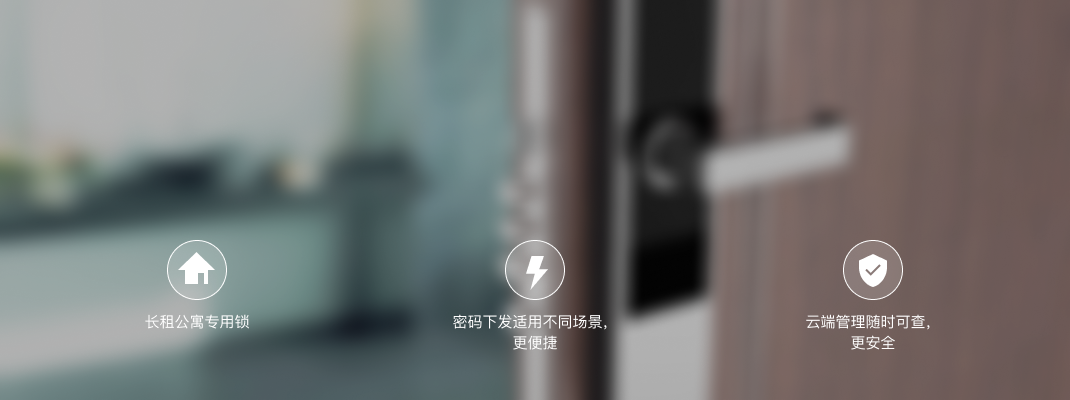 长租公寓专用锁
密码下发适用不同场景，
更便捷
云端管理随时可查，
更安全